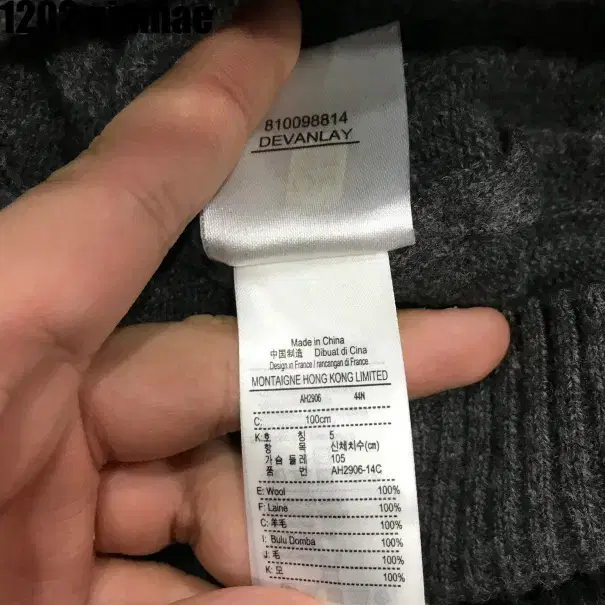 810098814
DEVANLAY
Made in China
中国制造 Dibuat di Cina
Design in France / rancangan di France
MONTAIGNE HONG KONG LIMITED
AH2906 44N
C: 100cm
K: 호 칭 5
항 목 신체치수(cm)
가슴둘레 105
품 번 AH2906-14C
E: Wool 100%
F: Laine 100%
C: 羊毛 100%
I: Bulu Domba 100%
J: 毛 100%
K: 모 100%